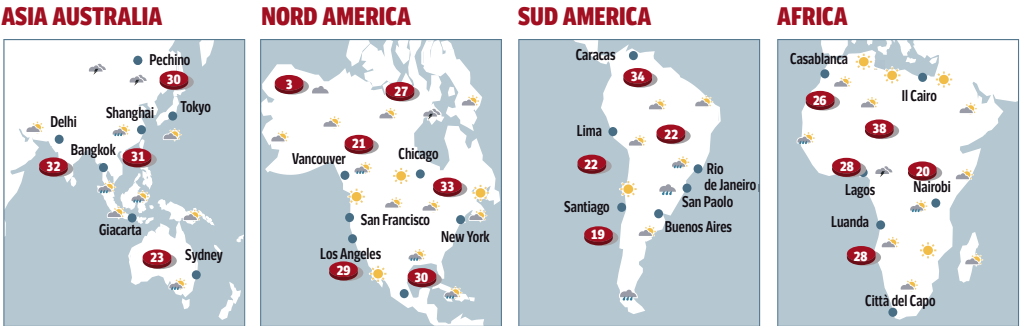 ASIA AUSTRALIA
Pechino
30
Shanghai
Tokyo
Delhi
Bangkok
31
32
Giacarta
23
Sydney
NORD AMERICA
3
27
21
Vancouver
Chicago
33
San Francisco
New York
Los Angeles
29
30
SUD AMERICA
Caracas
34
Lima
22
22
Rio
de Janeiro
San Paolo
Santiago
Buenos Aires
19
AFRICA
Casablanca
Il Cairo
26
38
28
20
Lagos
Nairobi
Luanda
28
Città del Capo